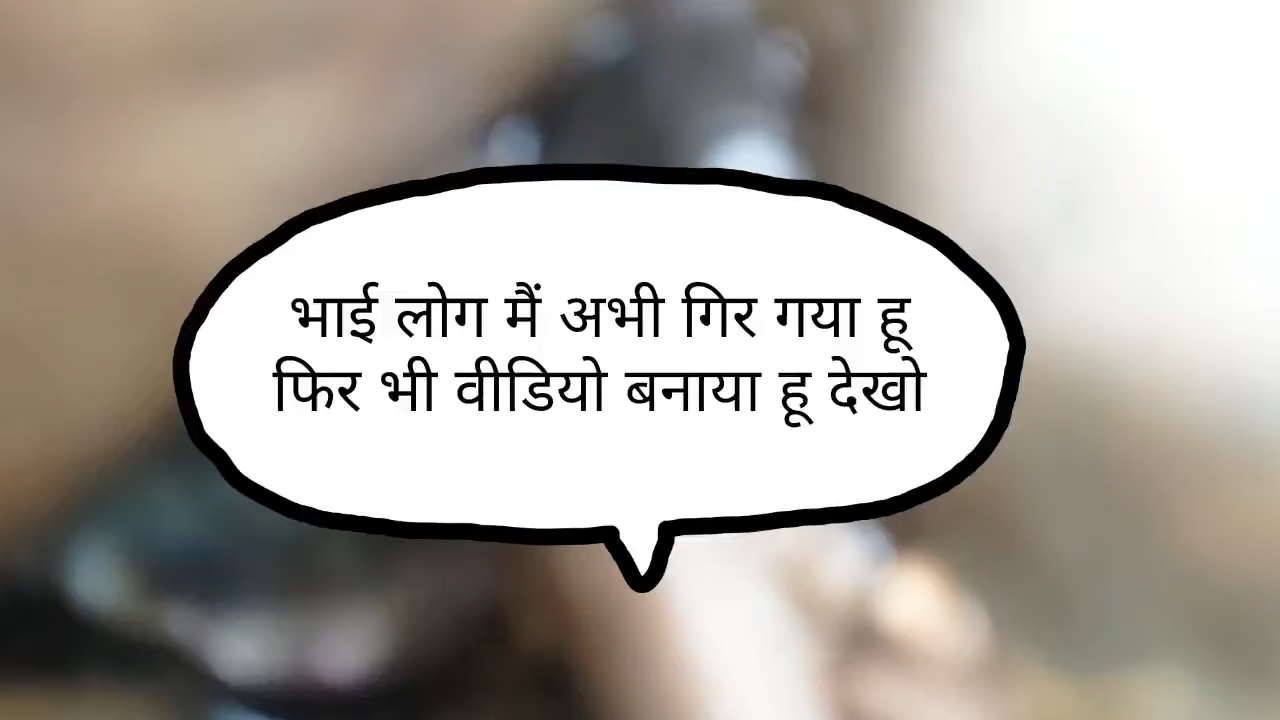 भाई लोग मैं अभी गिर गया हू
फिर भी वीडियो बनाया हू देखो